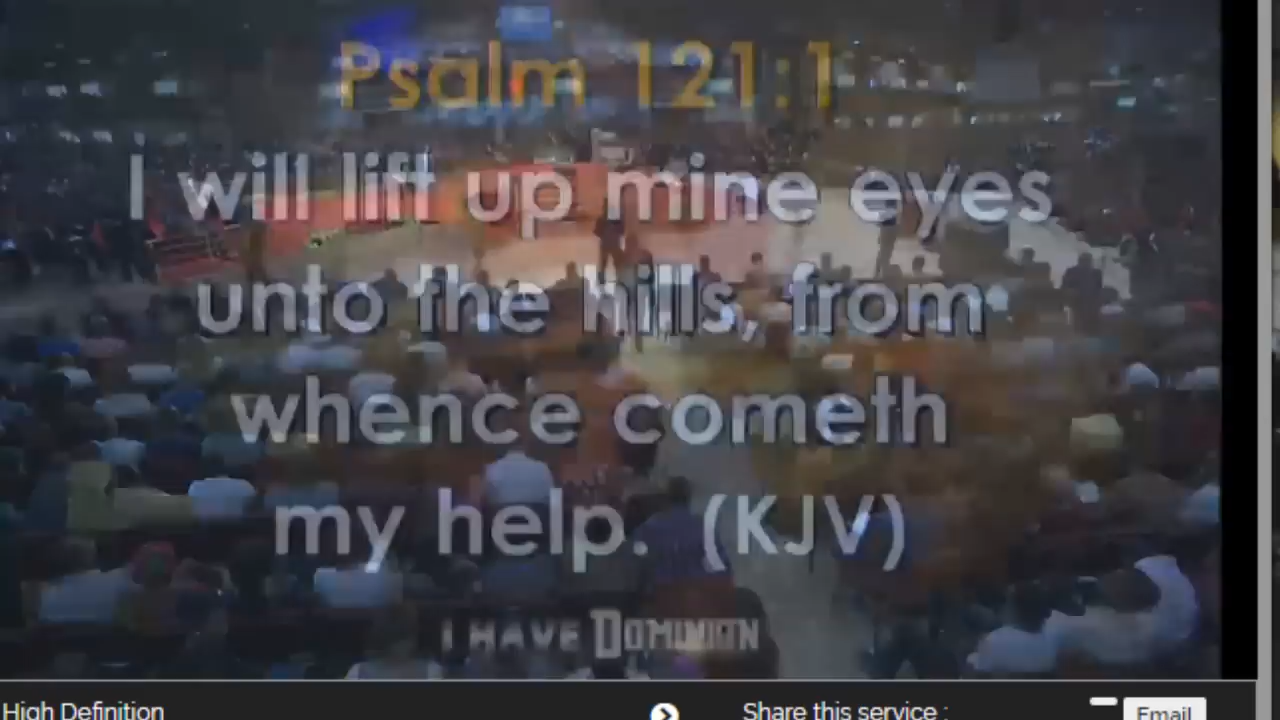 Psalm 121:1
I will lift up mine eyes
unto the hills, from
whence cometh
my help. (KJV)
I HAVE DOMINION
High Definition
Share this service :
Email